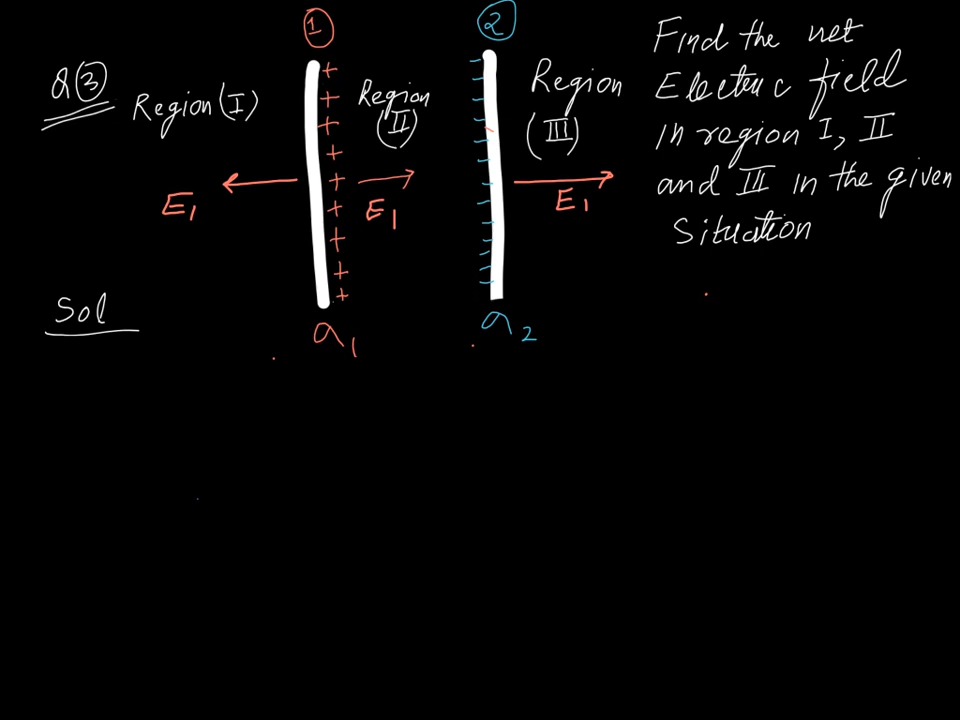 Q(3)
Region (I)
1
+ + + + + + + + +
Region
(II)
2
- - - - - - - - - - - - -
Region
(III)
Find the net
Electric field
in region I, II
and III in the given
Situation
E1
E1
E1
Sol
σ1
σ2